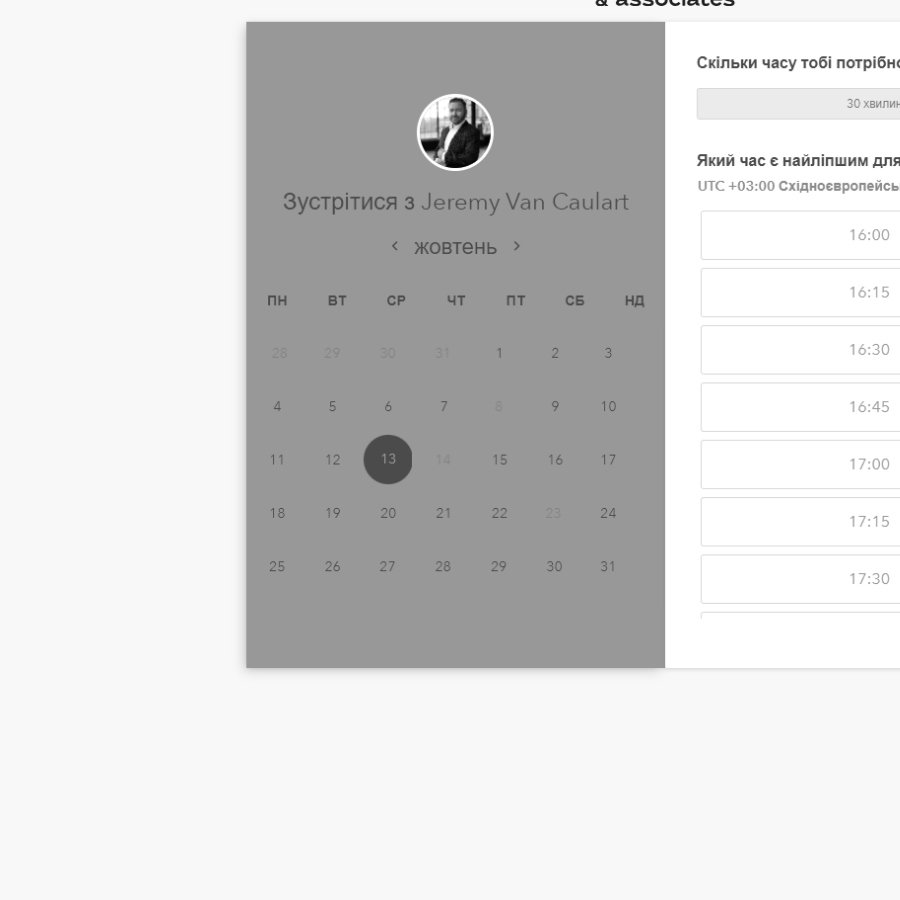 & associates
Зустрітися з Jeremy Van Caulart
жовтень
ПН ВТ СР ЧТ ПТ СБ НД
28 29 30 31 1 2 3
4 5 6 7 8 9 10
11 12 13 14 15 16 17
18 19 20 21 22 23 24
25 26 27 28 29 30 31
Скільки часу тобі потрібно
30 хвилин
Який час є найліпшим для
UTC +03:00 Східноєвропейсь
16:00
16:15
16:30
16:45
17:00
17:15
17:30